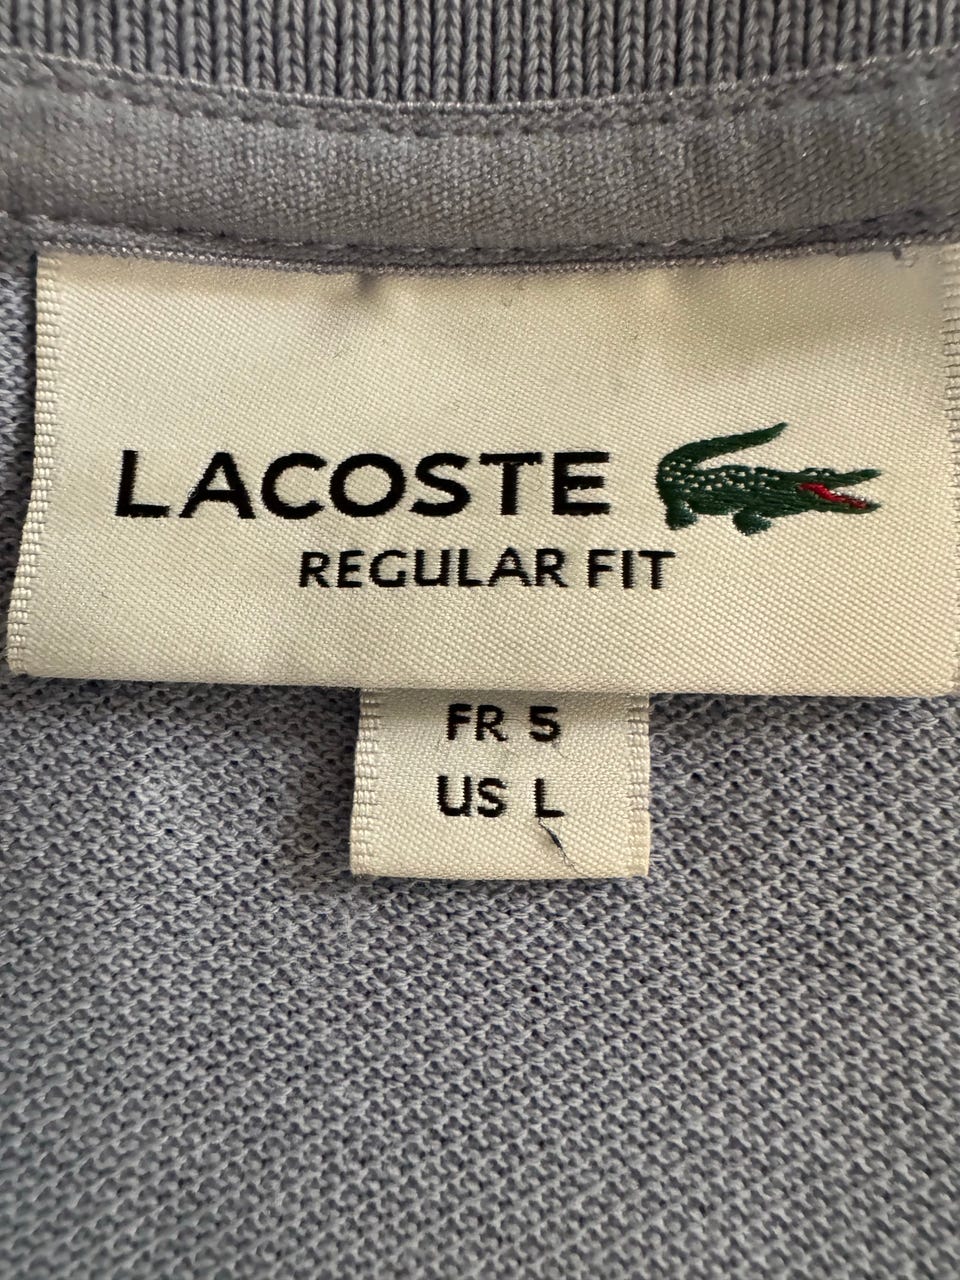 LACOSTE
REGULAR FIT
FR 5
US L